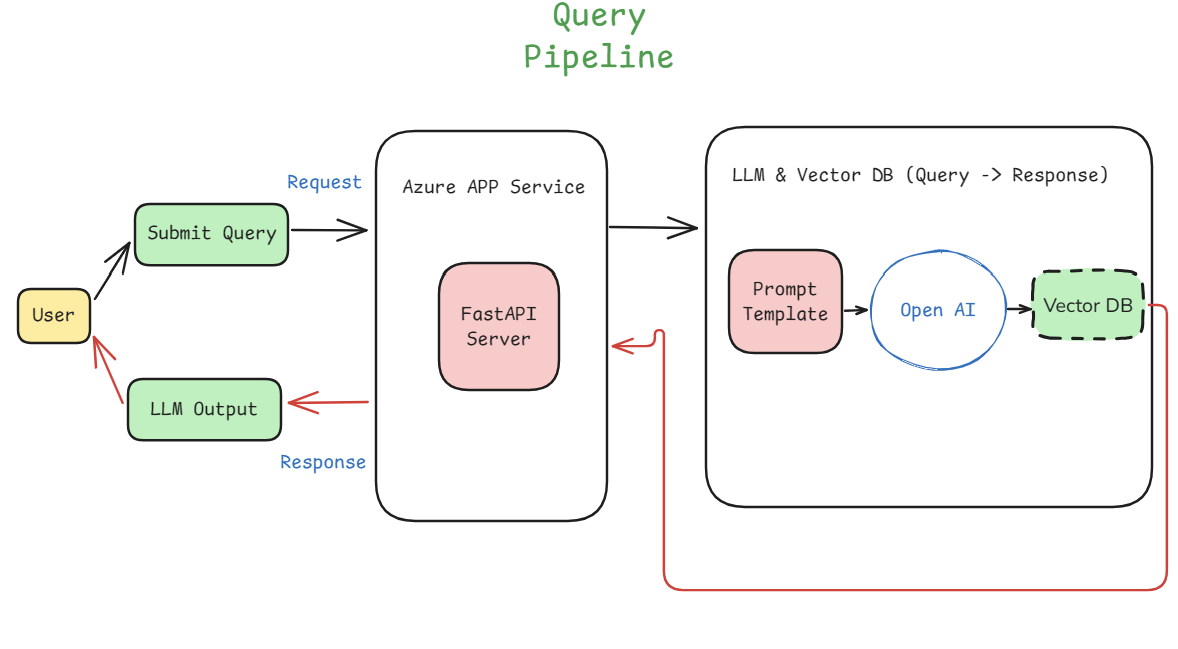 Query
Pipeline
Request
Azure APP Service
LLM & Vector DB (Query -> Response)
Submit Query
User
FastAPI
Server
Prompt
Template
Open AI
Vector DB
LLM Output
Response